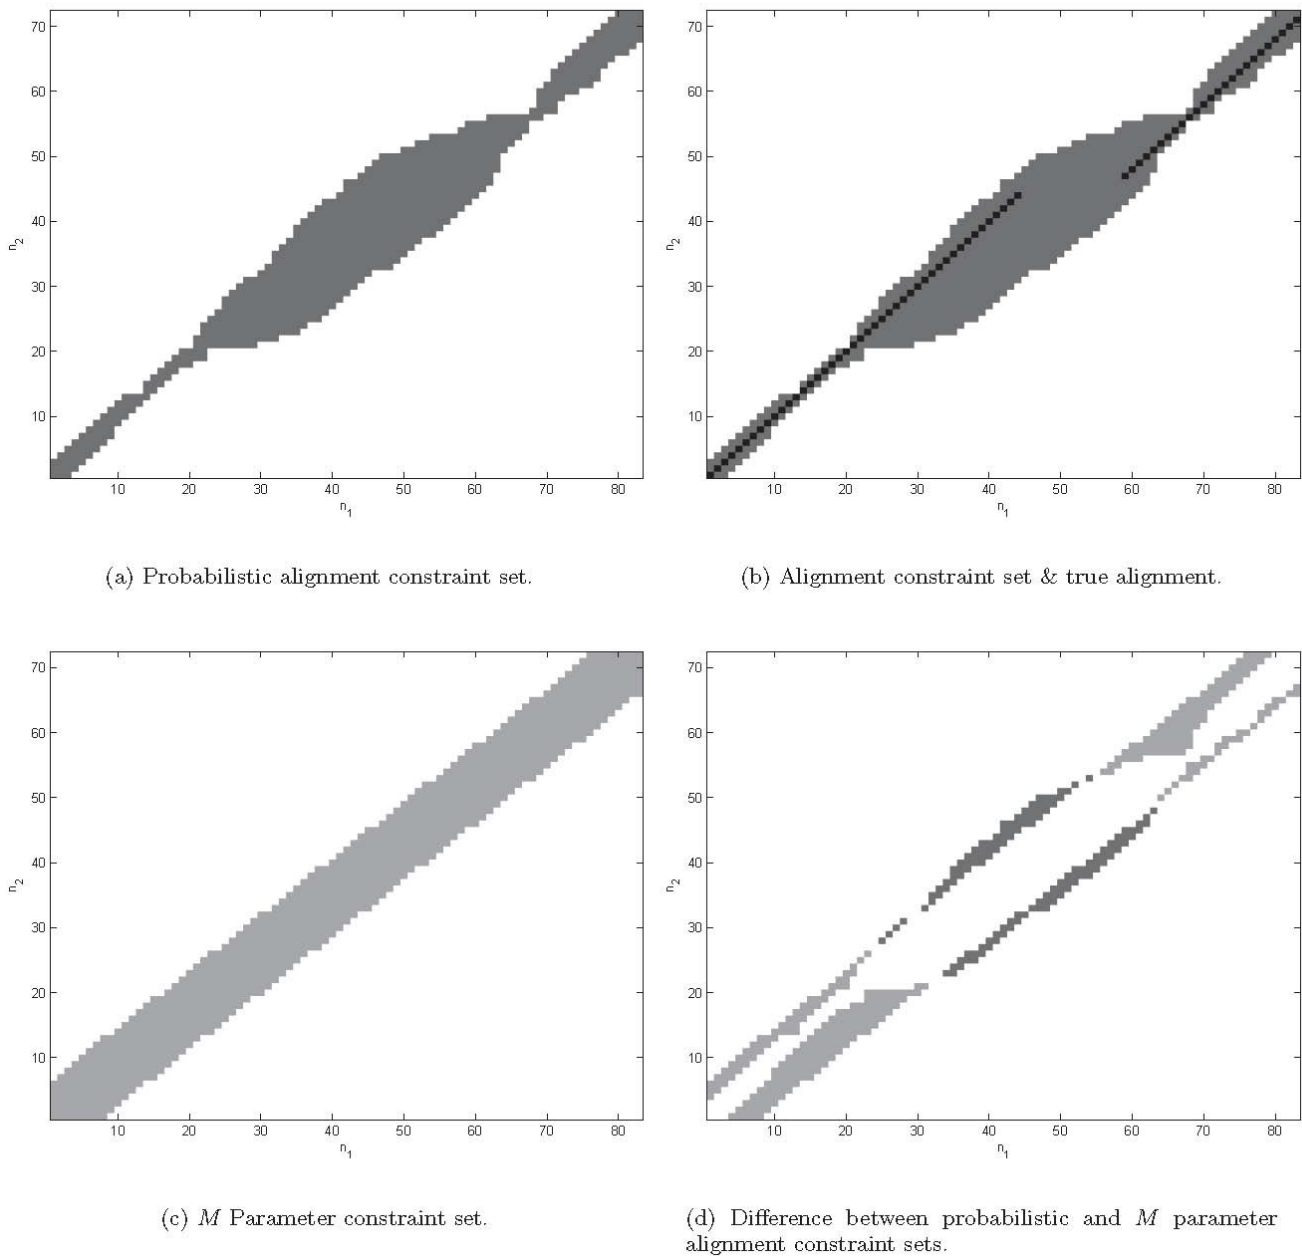 70
60
50
40
30
20
10
n2
10 20 30 40 50 60 70 80
n1
(a) Probabilistic alignment constraint set.
70
60
50
40
30
20
10
n2
10 20 30 40 50 60 70 80
n1
(b) Alignment constraint set & true alignment.
70
60
50
40
30
20
10
n2
10 20 30 40 50 60 70 80
n1
(c) M Parameter constraint set.
70
60
50
40
30
20
10
n2
10 20 30 40 50 60 70 80
n1
(d) Difference between probabilistic and M parameter
alignment constraint sets.